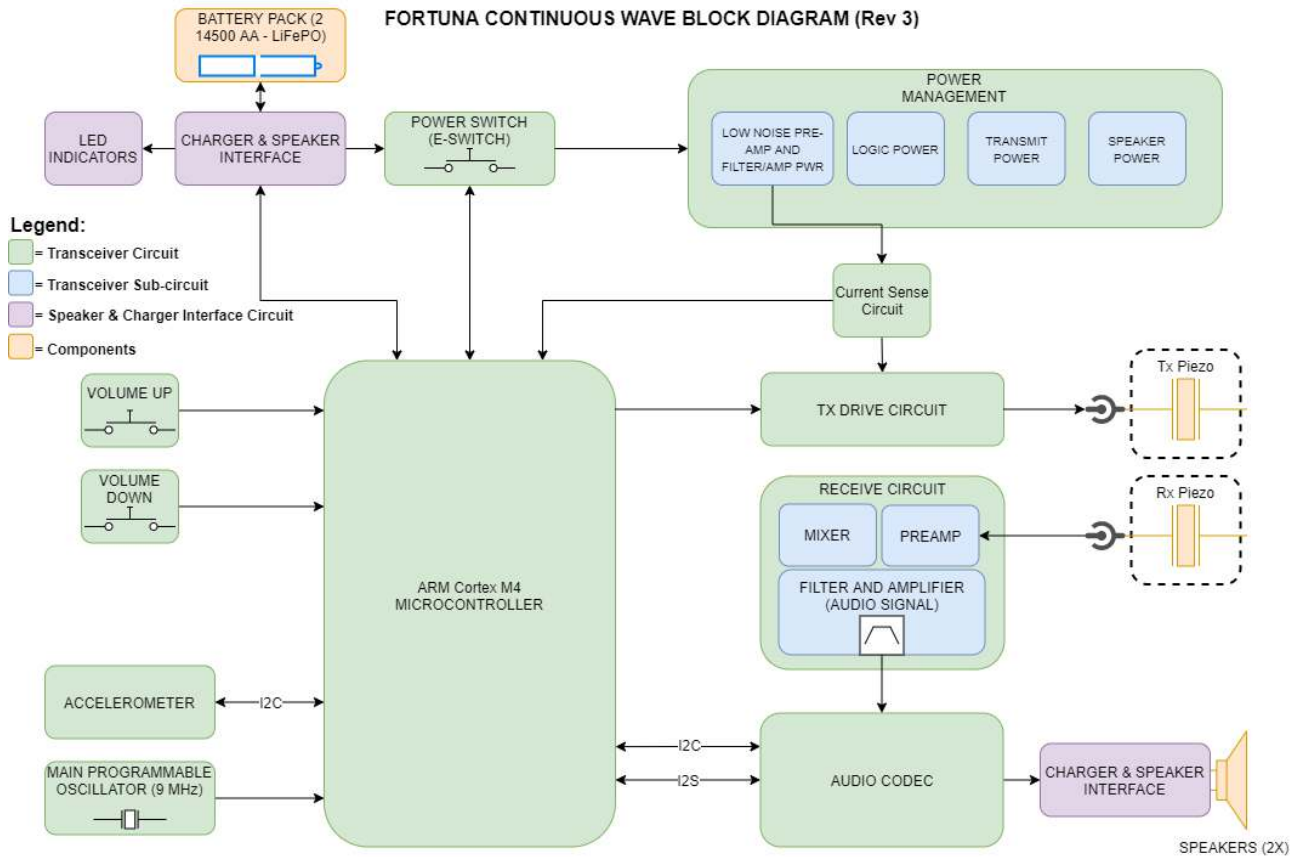 FORTUNA CONTINUOUS WAVE BLOCK DIAGRAM (Rev 3)
BATTERY PACK (2
14500 AA - LiFePO)
LED
INDICATORS
CHARGER & SPEAKER
INTERFACE
POWER SWITCH
(E-SWITCH)
POWER
MANAGEMENT
LOW NOISE PRE-
AMP AND
FILTER/AMP PWR
LOGIC POWER
TRANSMIT
POWER
SPEAKER
POWER
Legend:
= Transceiver Circuit
= Transceiver Sub-circuit
= Speaker & Charger Interface Circuit
= Components
Current Sense
Circuit
VOLUME UP
VOLUME
DOWN
ARM Cortex M4
MICROCONTROLLER
TX DRIVE CIRCUIT
Tx Piezo
RECEIVE CIRCUIT
MIXER
PREAMP
Rx Piezo
FILTER AND AMPLIFIER
(AUDIO SIGNAL)
ACCELEROMETER
I2C
MAIN PROGRAMMABLE
OSCILLATOR (9 MHz)
I2C
I2S
AUDIO CODEC
CHARGER & SPEAKER
INTERFACE
SPEAKERS (2X)